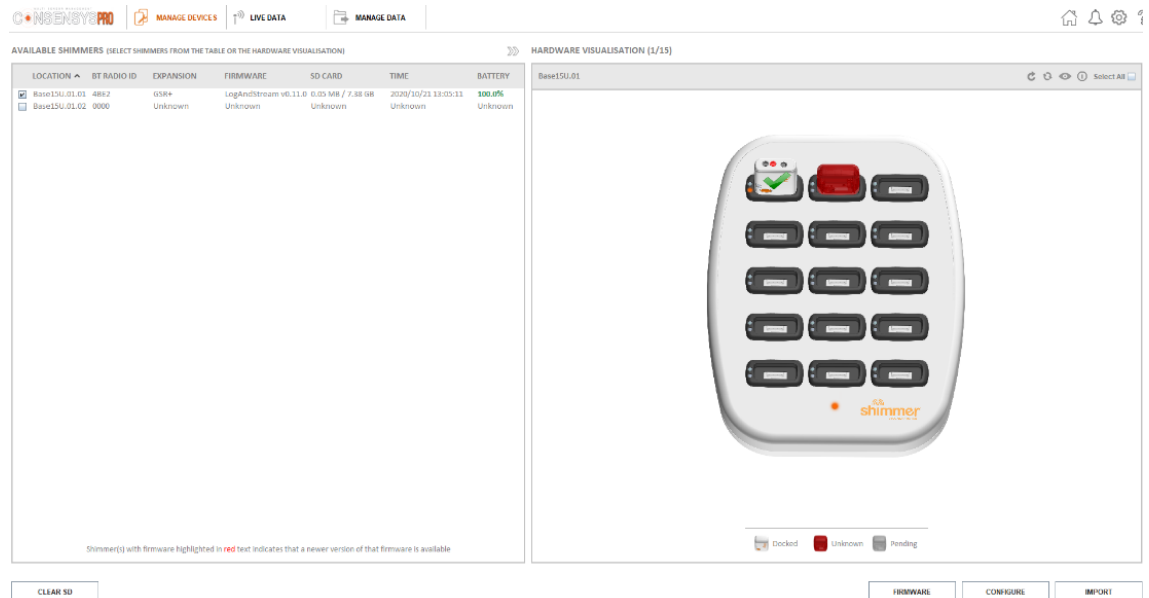 CONSENSYSPRO
MANAGE DEVICES
LIVE DATA
MANAGE DATA
AVAILABLE SHIMMERS (SELECT SHIMMERS FROM THE TABLE OR THE HARDWARE VISUALISATION)
HARDWARE VISUALISATION (1/15)
LOCATION BT RADIO ID EXPANSION FIRMWARE SD CARD TIME BATTERY
Base15U.01.01 48E2 GSR+ LogAndStream v0.11.0 0.05 MB / 7.38 GB 2020/10/21 13:05:11 100.0%
Base15U.01.02 0000 Unknown Unknown Unknown Unknown Unknown
Base15U.01
Select All
shimmer
Docked Unknown Pending
Shimmer(s) with firmware highlighted in red text indicates that a newer version of that firmware is available
CLEAR SD
FIRMWARE
CONFIGURE
IMPORT